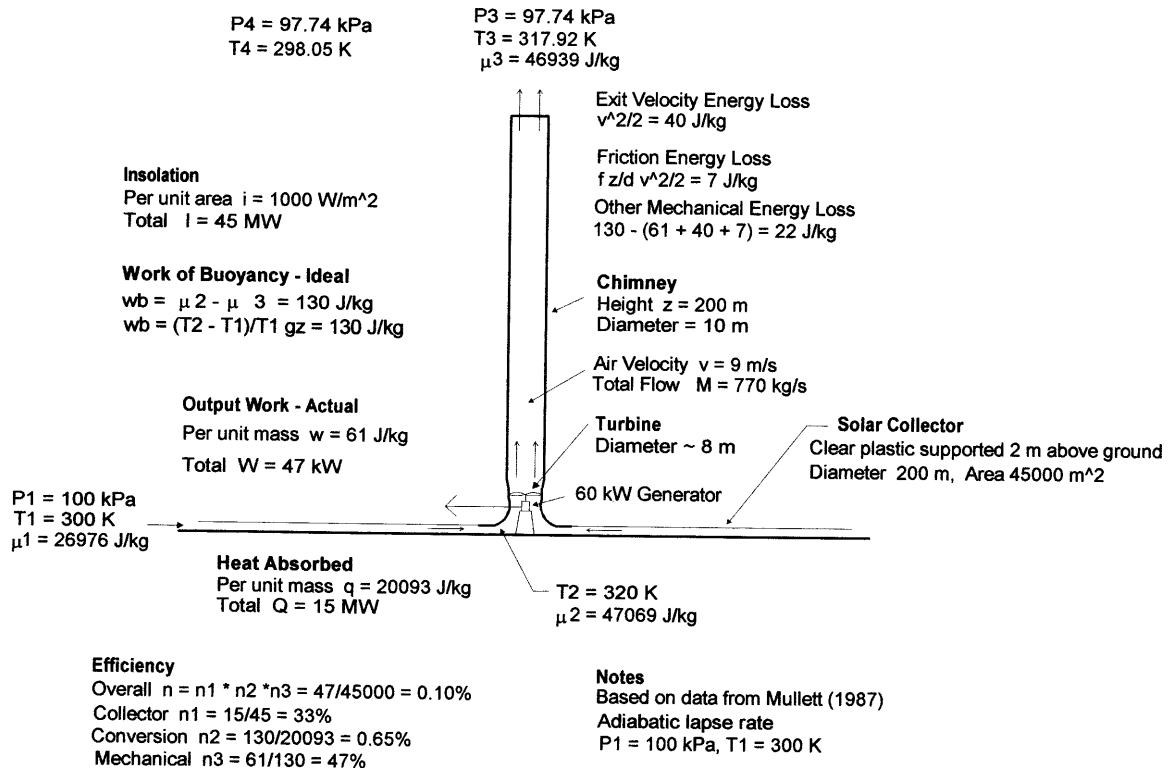 P4 = 97.74 kPa
T4 = 298.05 K
P3 = 97.74 kPa
T3 = 317.92 K
μ3 = 46939 J/kg
Exit Velocity Energy Loss
v^2/2 = 40 J/kg
Friction Energy Loss
f z/d v^2/2 = 7 J/kg
Other Mechanical Energy Loss
130 - (61 + 40 + 7) = 22 J/kg
Insolation
Per unit area i = 1000 W/m^2
Total I = 45 MW
Work of Buoyancy - Ideal
wb = μ2 - μ 3 = 130 J/kg
wb = (T2 - T1)/T1 gz = 130 J/kg
Chimney
Height z = 200 m
Diameter = 10 m
Air Velocity v = 9 m/s
Total Flow M = 770 kg/s
Output Work - Actual
Per unit mass w = 61 J/kg
Total W = 47 kW
Turbine
Diameter ~ 8 m
60 kW Generator
Solar Collector
Clear plastic supported 2 m above ground
Diameter 200 m, Area 45000 m^2
P1 = 100 kPa
T1 = 300 K
μ1 = 26976 J/kg
Heat Absorbed
Per unit mass q = 20093 J/kg
Total Q = 15 MW
T2 = 320 K
μ2 = 47069 J/kg
Efficiency
Overall n = n1 * n2 *n3 = 47/45000 = 0.10%
Collector n1 = 15/45 = 33%
Conversion n2 = 130/20093 = 0.65%
Mechanical n3 = 61/130 = 47%
Notes
Based on data from Mullett (1987)
Adiabatic lapse rate
P1 = 100 kPa, T1 = 300 K